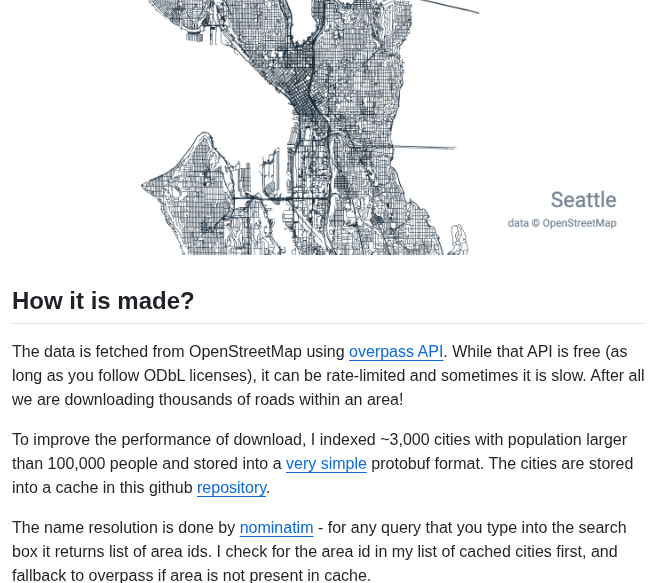 Seattle
data © OpenStreetMap
How it is made?
The data is fetched from OpenStreetMap using overpass API. While that API is free (as
long as you follow ODbL licenses), it can be rate-limited and sometimes it is slow. After all
we are downloading thousands of roads within an area!
To improve the performance of download, I indexed ~3,000 cities with population larger
than 100,000 people and stored into a very simple protobuf format. The cities are stored
into a cache in this github repository.
The name resolution is done by nominatim - for any query that you type into the search
box it returns list of area ids. I check for the area id in my list of cached cities first, and
fallback to overpass if area is not present in cache.